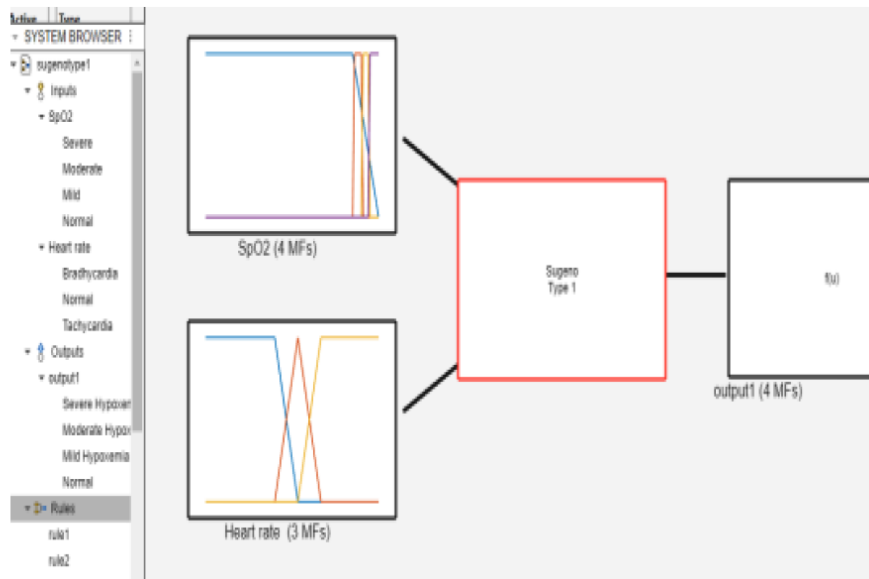 Active Type
SYSTEM BROWSER
sugenotype1
Inputs
SpO2
Severe
Moderate
Mild
Normal
Heart rate
Bradhycardia
Normal
Tachycardia
Outputs
output1
Severe Hypoxem
Moderate Hypox
Mild Hypoxemia
Normal
Rules
rule1
rule2
SpO2 (4 MFs)
Heart rate (3 MFs)
Sugeno
Type 1
f(u)
output1 (4 MFs)